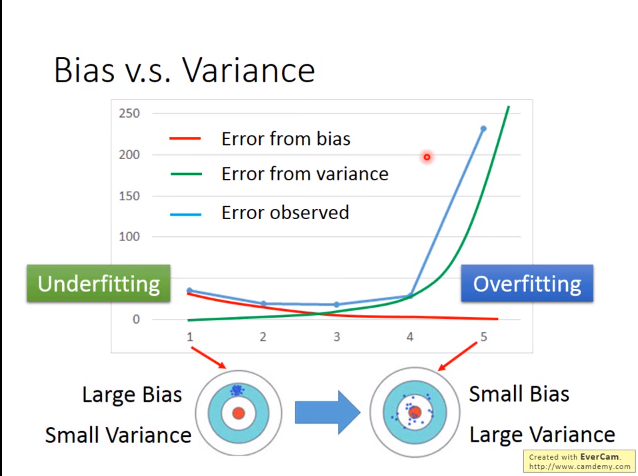 Bias v.s. Variance
250
200
150
100
0
Error from bias
Error from variance
Error observed
Underfitting
Overfitting
1 2 3 4 5
Large Bias
Small Variance
Small Bias
Large Variance
Created with EverCam.
http://www.camdemy.com